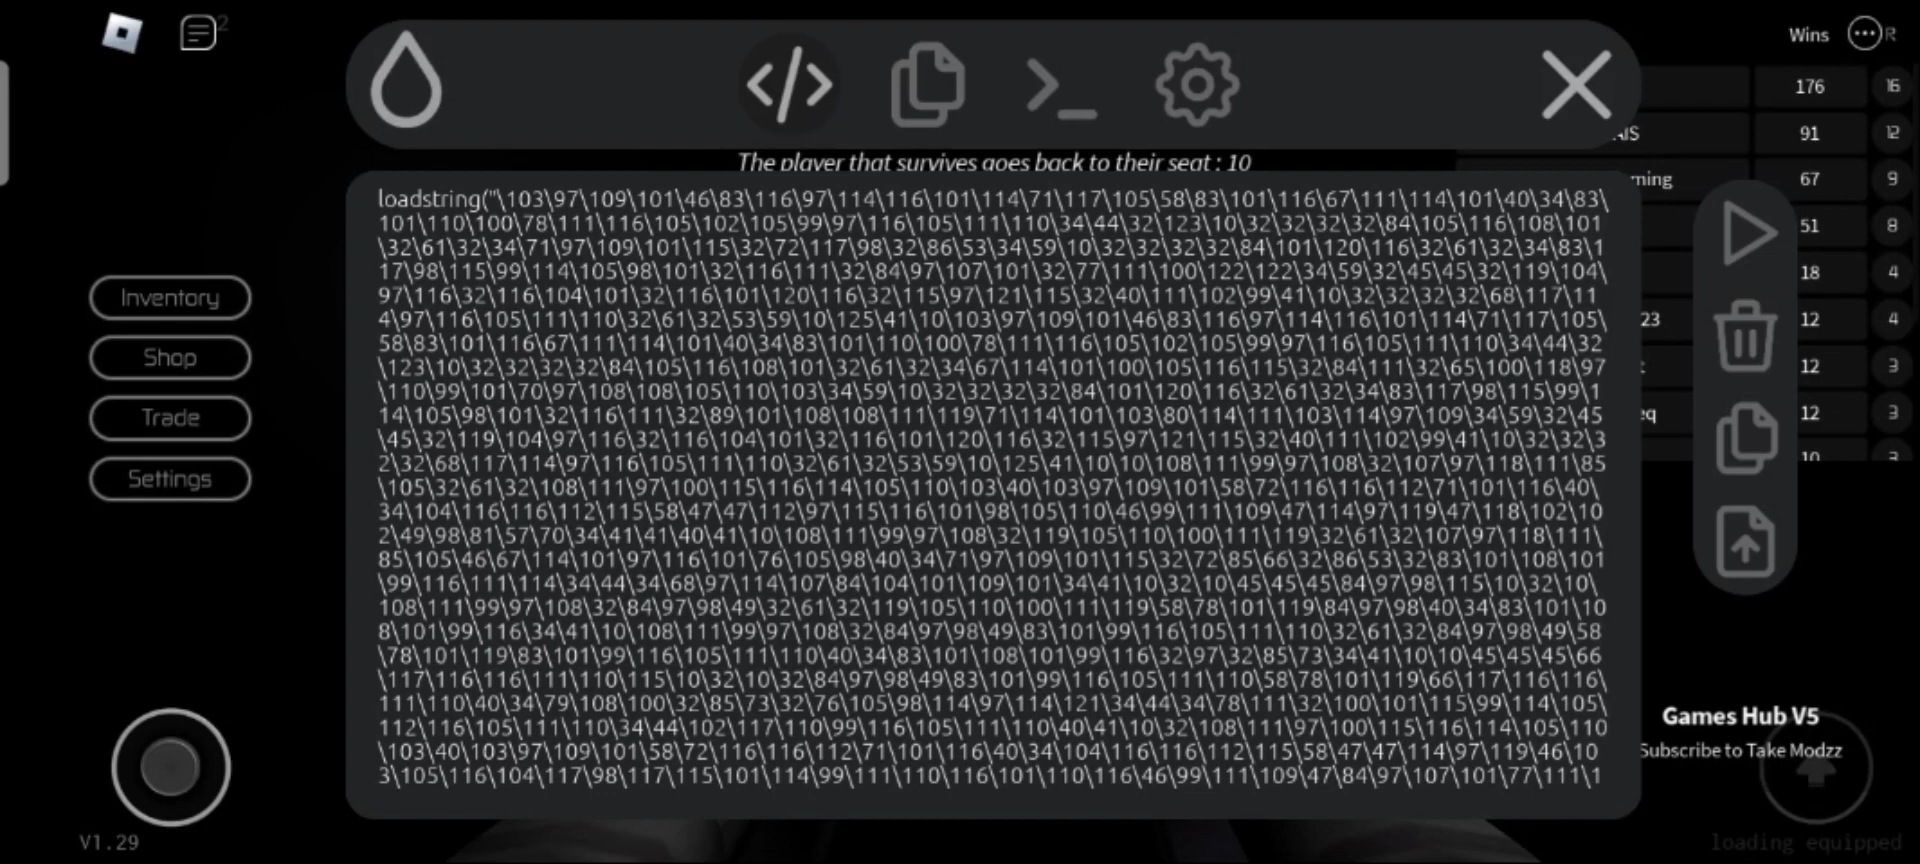 2
Wins
R
176
16
AIS
91
12
The player that survives goes back to their seat : 10
ming
67
9
51
8
18
4
23
12
4
t
12
3
eq
12
3
10
3
loadstring("\103\97\109\101\46\83\116\97\114\116\101\114\71\117\105\58\83\101\116\67\111\114\101\40\34\83\
101\110\100\78\111\116\105\102\105\99\97\116\105\111\110\34\44\32\123\10\32\32\32\32\84\105\116\108\101
\32\61\32\34\71\97\109\101\115\32\72\117\98\32\86\53\34\59\10\32\32\32\32\84\101\120\116\32\61\32\34\83\1
17\98\115\99\114\105\98\101\32\116\111\32\84\97\107\101\32\77\111\100\122\122\34\59\32\45\45\32\119\104\
97\116\32\116\104\101\32\116\101\120\116\32\115\97\121\115\32\40\111\102\99\41\10\32\32\32\32\68\117\11
4\97\116\105\111\110\32\61\32\53\59\10\125\41\10\103\97\109\101\46\83\116\97\114\116\101\114\71\117\105\
58\83\101\116\67\111\114\101\40\34\83\101\110\100\78\111\116\105\102\105\99\97\116\105\111\110\34\44\32
\123\10\32\32\32\32\84\105\116\108\101\32\61\32\34\67\114\101\100\105\116\115\32\84\111\32\65\100\118\97
\110\99\101\70\97\108\108\105\110\103\34\59\10\32\32\32\32\84\101\120\116\32\61\32\34\83\117\98\115\99\1
14\105\98\101\32\116\111\32\89\101\108\108\111\119\71\114\101\103\80\114\111\103\114\97\109\34\59\32\45
\45\32\119\104\97\116\32\116\104\101\32\116\101\120\116\32\115\97\121\115\32\40\111\102\99\41\10\32\32\3
2\32\68\117\114\97\116\105\111\110\32\61\32\53\59\10\125\41\10\10\108\111\99\97\108\32\107\97\118\111\85
\105\32\61\32\108\111\97\100\115\116\114\105\110\103\40\103\97\109\101\58\72\116\116\112\71\101\116\40\
34\104\116\116\112\115\58\47\47\112\97\115\116\101\98\105\110\46\99\111\109\47\114\97\119\47\118\102\10
2\49\98\81\57\70\34\41\41\40\41\10\108\111\99\97\108\32\119\105\110\100\111\119\32\61\32\107\97\118\111\
85\105\46\67\114\101\97\116\101\76\105\98\40\34\71\97\109\101\115\32\72\85\66\32\86\53\32\83\101\108\101
\99\116\111\114\34\44\34\68\97\114\107\84\104\101\109\101\34\41\10\32\10\45\45\45\84\97\98\115\10\32\10\
108\111\99\97\108\32\84\97\98\49\32\61\32\119\105\110\100\111\119\58\78\101\119\84\97\98\40\34\83\101\10
8\101\99\116\34\41\10\108\111\99\97\108\32\84\97\98\49\83\101\99\116\105\111\110\32\61\32\84\97\98\49\58
\78\101\119\83\101\99\116\105\111\110\40\34\83\101\108\101\99\116\32\97\32\85\73\34\41\10\10\45\45\45\66
\117\116\116\111\110\115\10\32\10\32\84\97\98\49\83\101\99\116\105\111\110\58\78\101\119\66\117\116\116\
111\110\40\34\79\108\100\32\85\73\32\76\105\98\114\97\114\121\34\44\34\78\111\32\100\101\115\99\114\105\
112\116\105\111\110\34\44\102\117\110\99\116\105\111\110\40\41\10\32\108\111\97\100\115\116\114\105\110
\103\40\103\97\109\101\58\72\116\116\112\71\101\116\40\34\104\116\116\112\115\58\47\47\114\97\119\46\10
3\105\116\104\117\98\117\115\101\114\99\111\110\116\101\110\116\46\99\111\109\47\84\97\107\101\77\111\1
Inventory
Shop
Trade
Settings
Games Hub V5
Subscribe to Take Modzz
V1.29
loading equipped